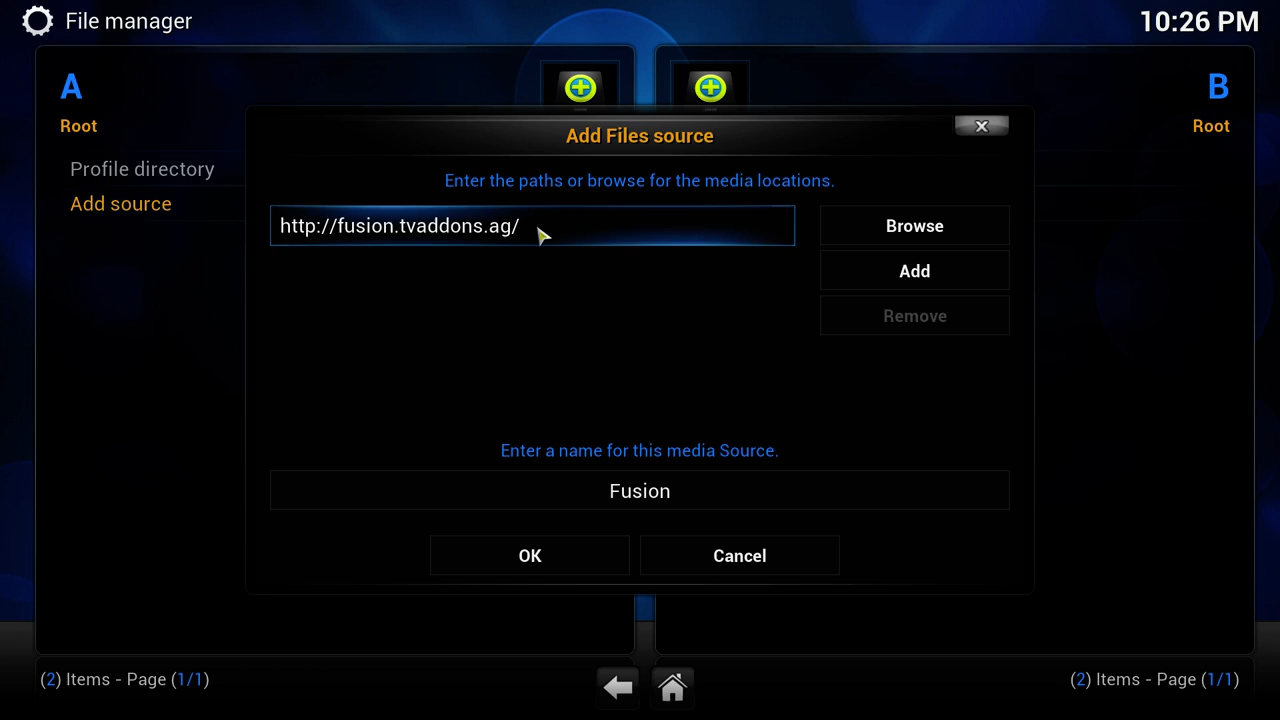 File manager
10:26 PM
A
B
Root
Root
Profile directory
Add source
Add Files source
Enter the paths or browse for the media locations.
http://fusion.tvaddons.ag/
Browse
Add
Remove
Enter a name for this media Source.
Fusion
OK
Cancel
(2) Items - Page (1/1)
(2) Items - Page (1/1)